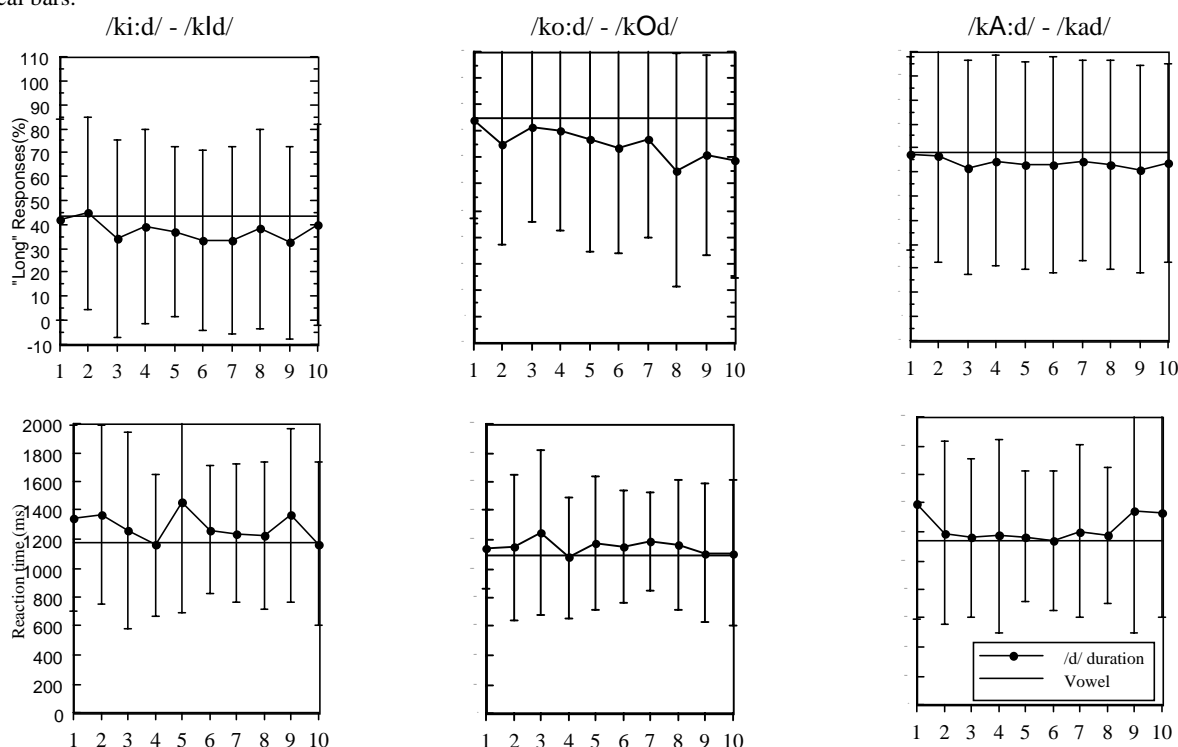 /ki:d/ - /kId/
/ko:d/ - /kOd/
/kA:d/ - /kad/
"Long" Responses(%)
110
100
90
80
70
60
50
40
30
20
10
0
-10
1 2 3 4 5 6 7 8 9 10
1 2 3 4 5 6 7 8 9 10
1 2 3 4 5 6 7 8 9 10
Reaction time (ms)
2000
1800
1600
1400
1200
1000
800
600
400
200
0
1 2 3 4 5 6 7 8 9 10
1 2 3 4 5 6 7 8 9 10
1 2 3 4 5 6 7 8 9 10
/d/ duration
Vowel